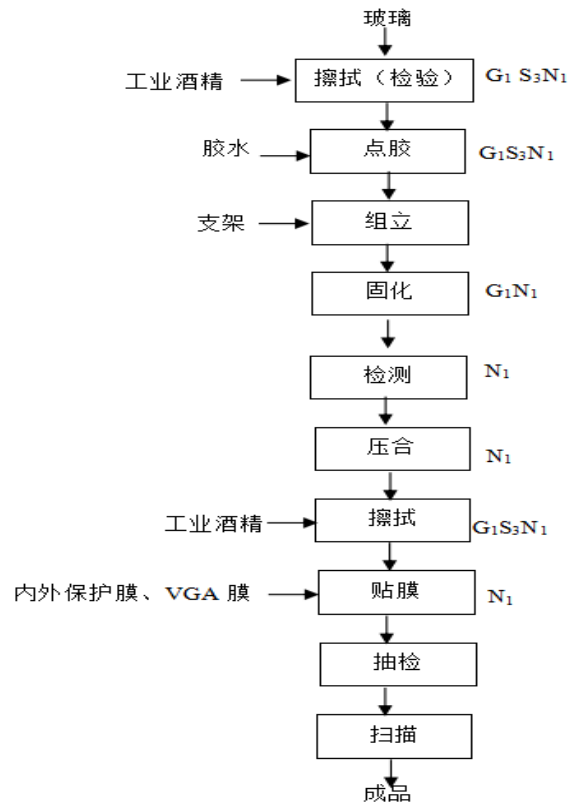 玻璃
工业酒精
擦拭（检验）
G₁ S₃N₁
胶水
点胶
G₁S₃N₁
支架
组立
固化
G₁N₁
检测
N₁
压合
N₁
工业酒精
擦拭
G₁S₃N₁
内外保护膜、VGA 膜
贴膜
N₁
抽检
扫描
成品